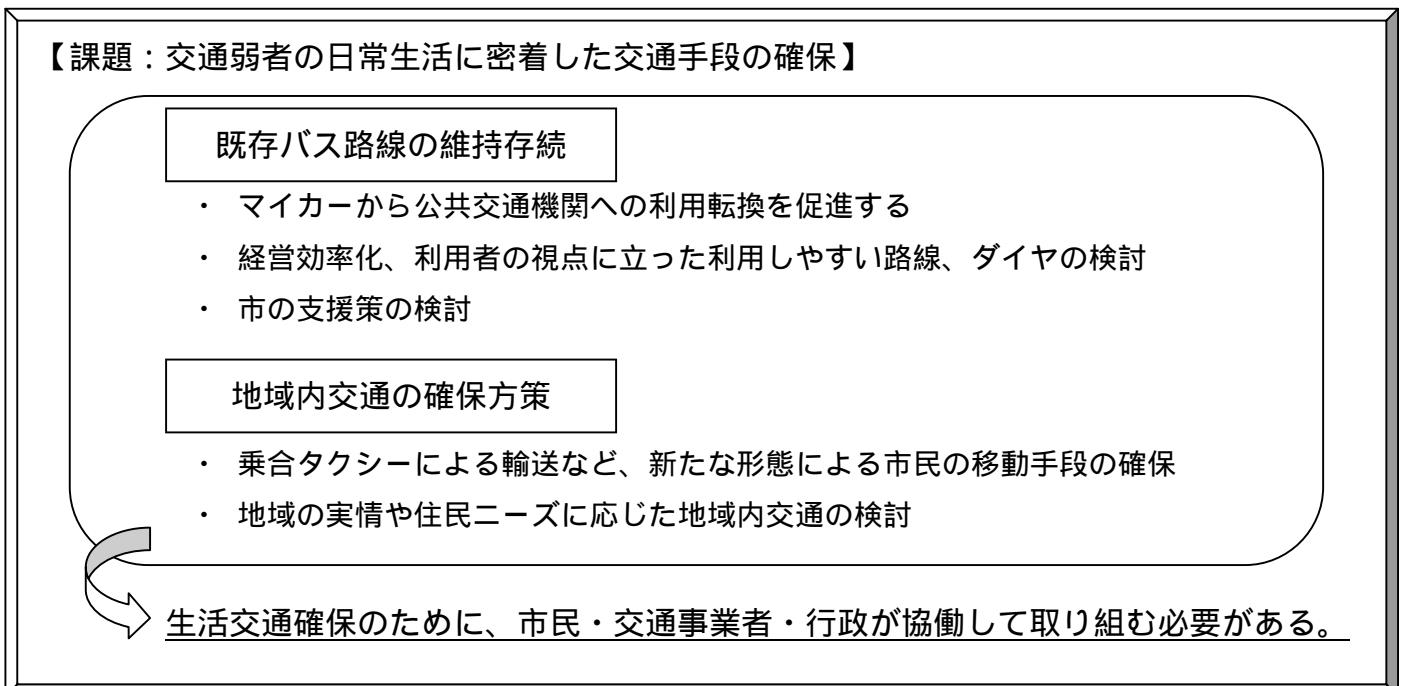 【課題：交通弱者の日常生活に密着した交通手段の確保】
既存バス路線の維持存続
・ マイカーから公共交通機関への利用転換を促進する
・ 経営効率化、利用者の視点に立った利用しやすい路線、ダイヤの検討
・ 市の支援策の検討
地域内交通の確保方策
・ 乗合タクシーによる輸送など、新たな形態による市民の移動手段の確保
・ 地域の実情や住民ニーズに応じた地域内交通の検討
生活交通確保のために、市民・交通事業者・行政が協働して取り組む必要がある。